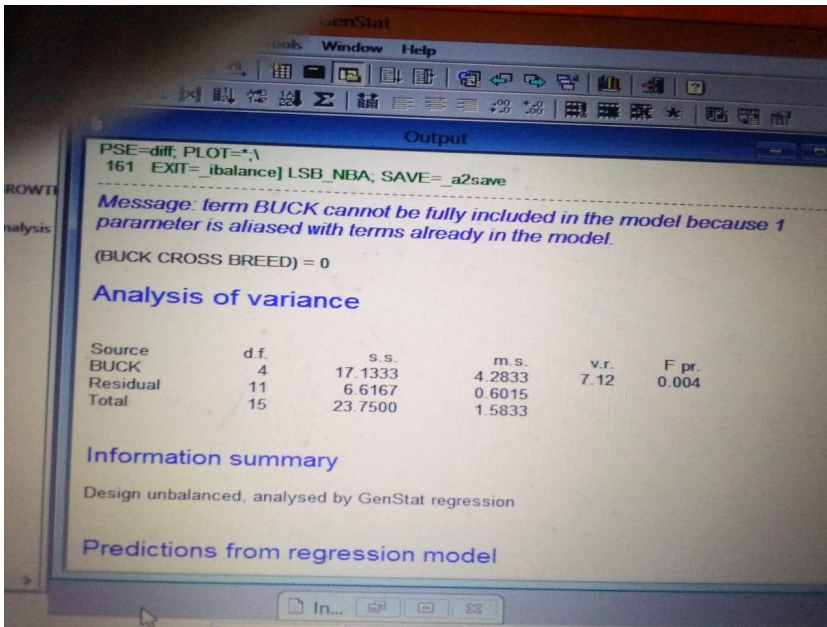 GenStat
ools Window Help
Output
PSE=diff; PLOT=*;\
161 EXIT=_ibalance] LSB_NBA; SAVE=_a2save
ROWTH
nalysis
Message: term BUCK cannot be fully included in the model because 1
parameter is aliased with terms already in the model.
(BUCK CROSS BREED) = 0
Analysis of variance
Source d.f. s.s. m.s. v.r. F pr.
BUCK 4 17.1333 4.2833 7.12 0.004
Residual 11 6.6167 0.6015
Total 15 23.7500 1.5833
Information summary
Design unbalanced, analysed by GenStat regression
Predictions from regression model
In...